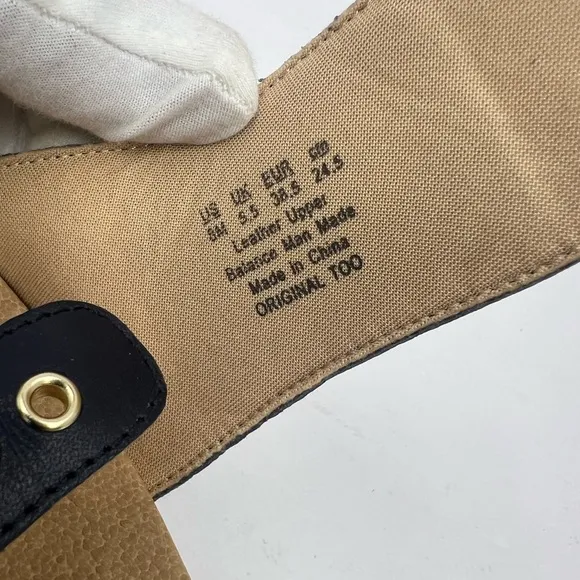 US UK EUR cm
8M 5.5 38.5 24.5
Leather Upper
Balance Man Made
Made in China
ORIGINAL TOO